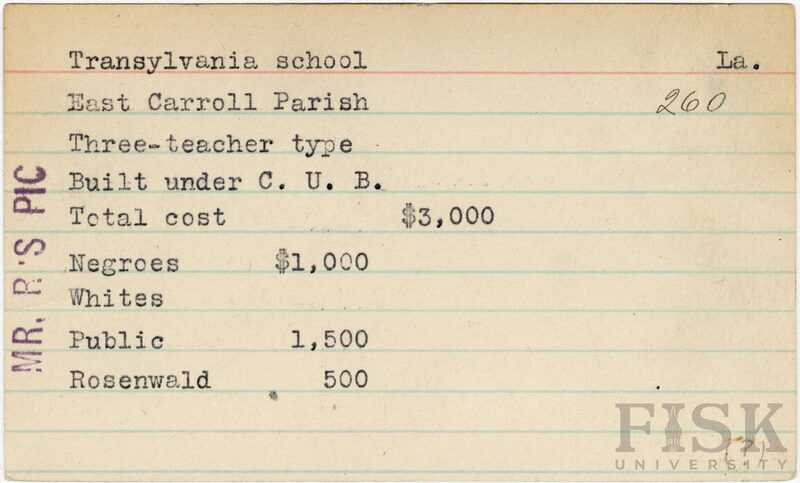 Transylvania school La.
East Carroll Parish 260
Three-teacher type
Built under C. U. B.
Total cost $3,000
Negroes $1,000
Whites
Public 1,500
Rosenwald 500
MR. R.'S PIC
FISK
UNIVERSITY
(?)